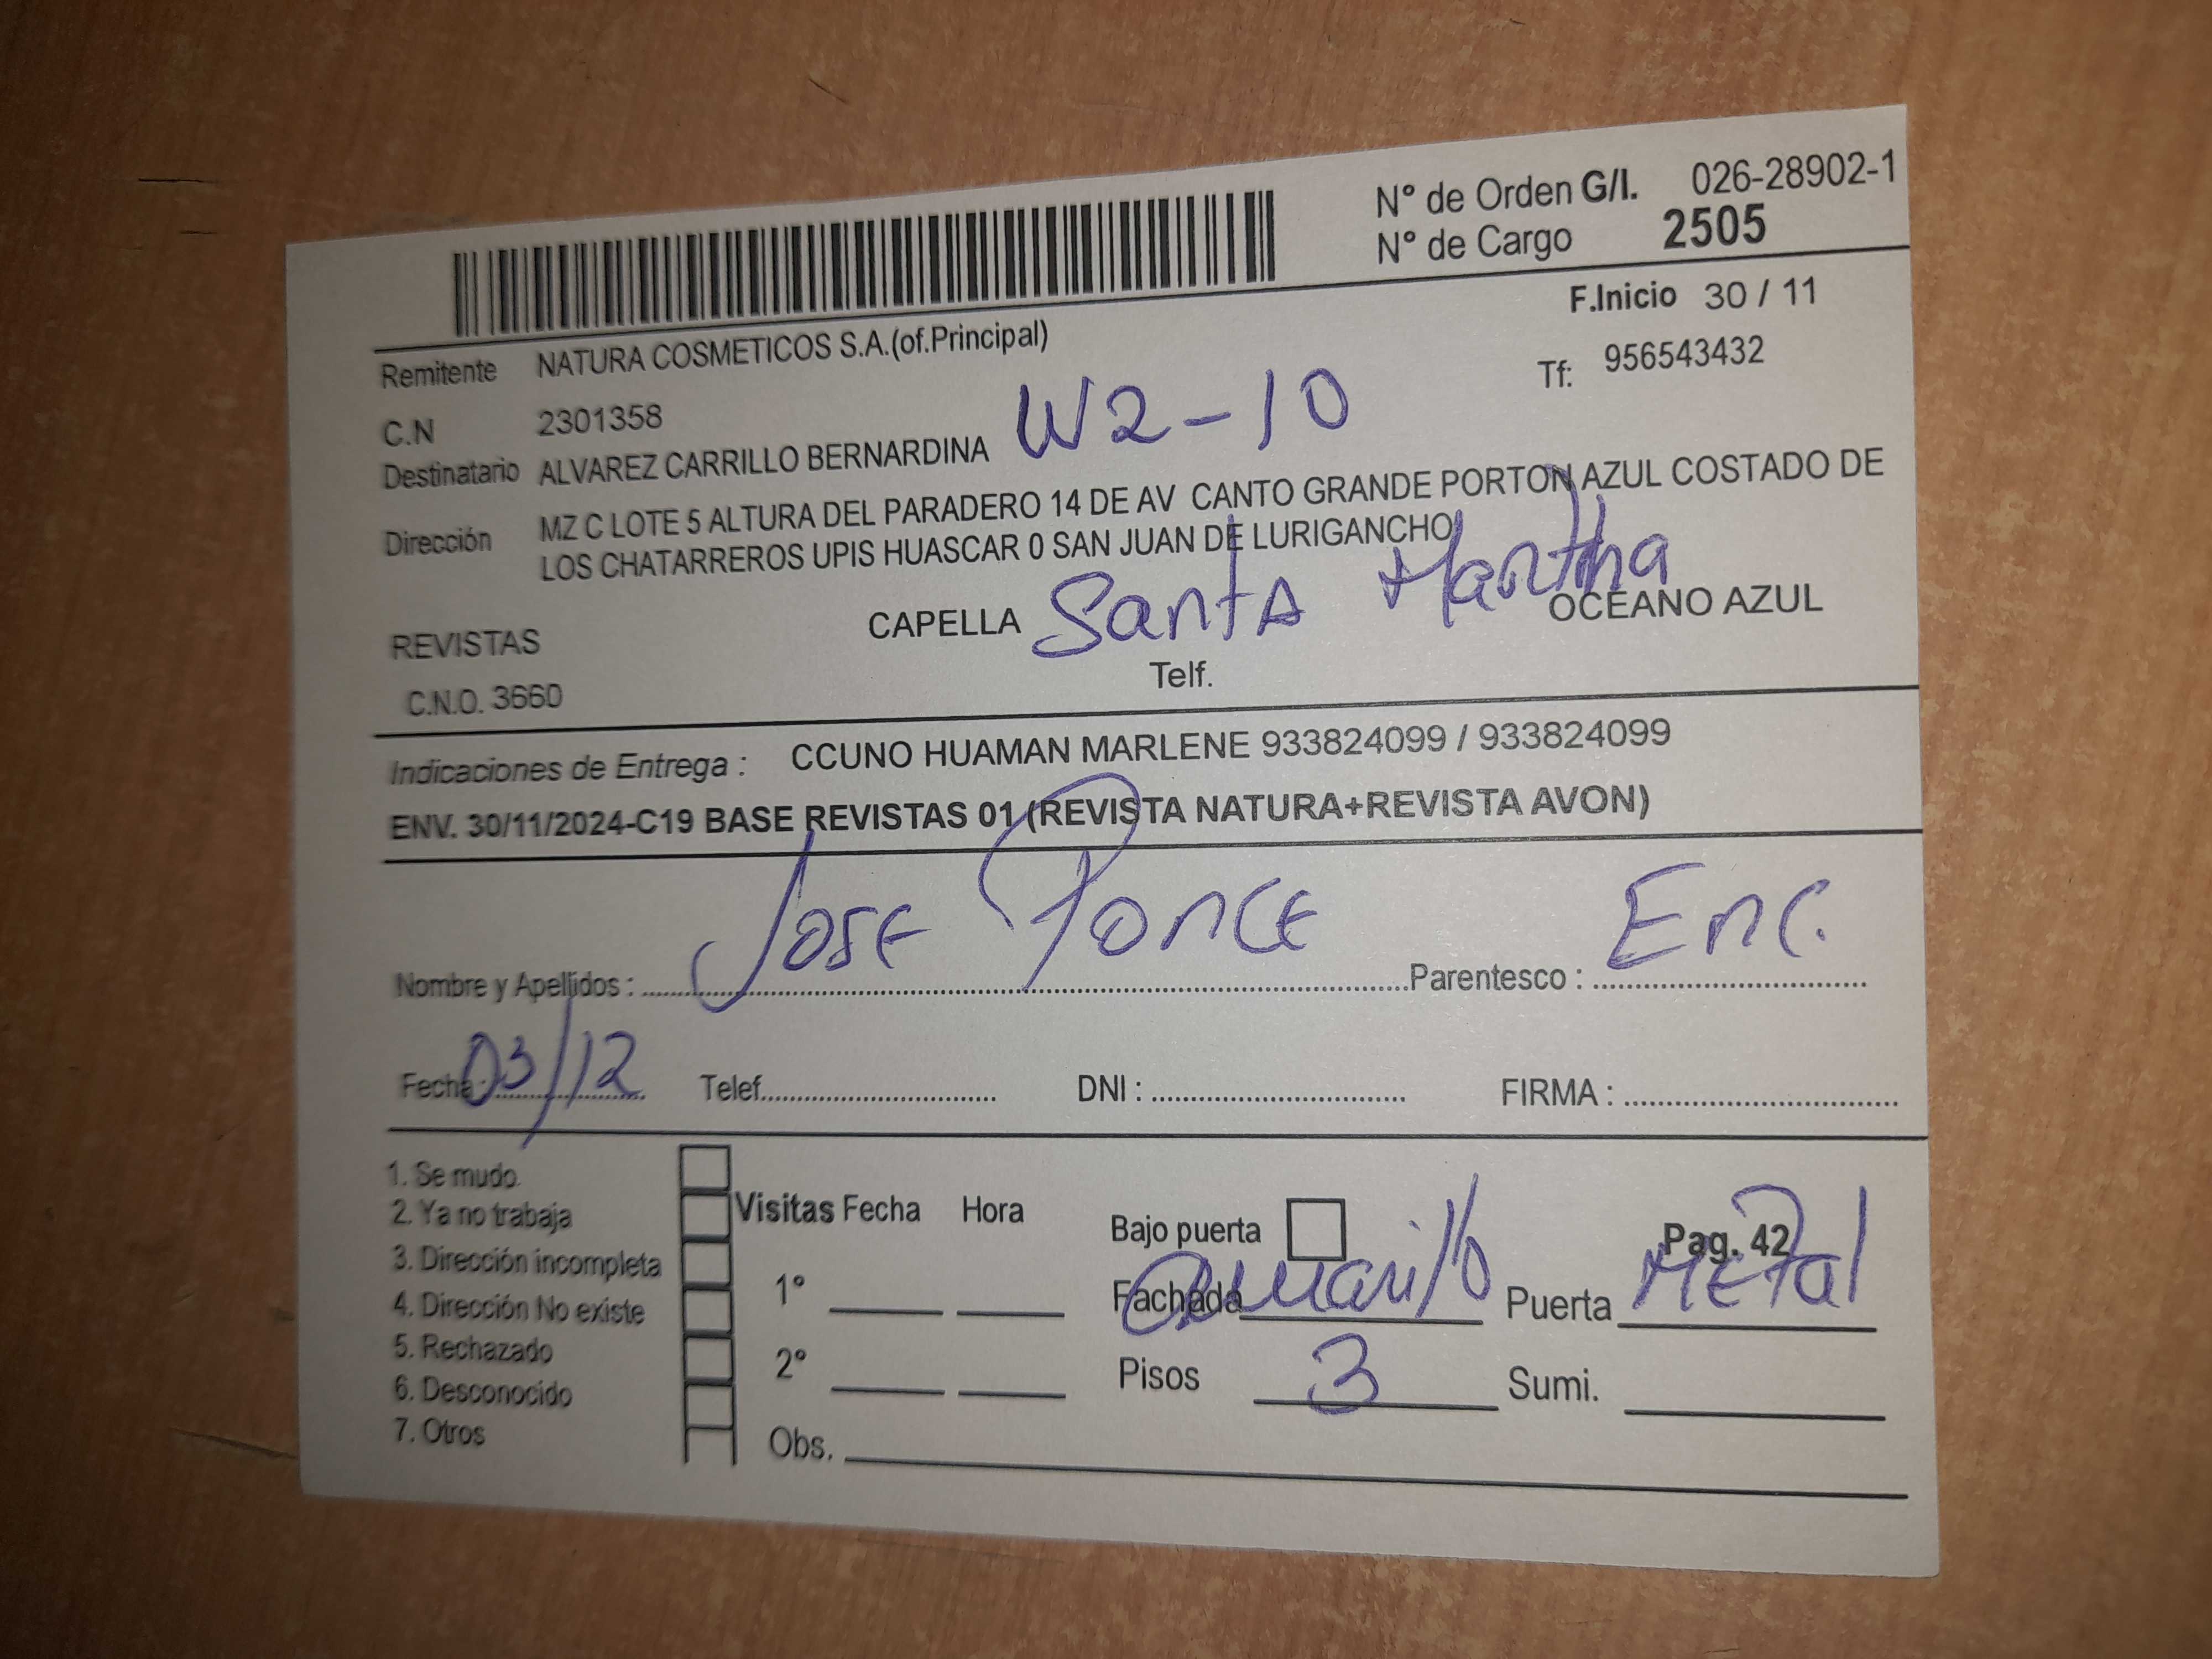 Nº de Orden G/I. 026-28902-1
Nº de Cargo 2505
F.Inicio 30 / 11
Remitente NATURA COSMETICOS S.A.(of.Principal)
Tf: 956543432
C.N 2301358
W2-10
Destinatario ALVAREZ CARRILLO BERNARDINA
Dirección MZ C LOTE 5 ALTURA DEL PARADERO 14 DE AV CANTO GRANDE PORTON AZUL COSTADO DE
LOS CHATARREROS UPIS HUASCAR 0 SAN JUAN DE LURIGANCHO
Santa Martha
REVISTAS CAPELLA OCEANO AZUL
C.N.O. 3660 Telf.
Indicaciones de Entrega : CCUNO HUAMAN MARLENE 933824099 / 933824099
ENV. 30/11/2024-C19 BASE REVISTAS 01 (REVISTA NATURA+REVISTA AVON)
Nombre y Apellidos : Jose Ponce Parentesco : Enc.
Fecha : 03/12 Telef. DNI : FIRMA :
1. Se mudo
2. Ya no trabaja
3. Dirección incompleta
4. Dirección No existe
5. Rechazado
6. Desconocido
7. Otros
Visitas Fecha Hora
1º
2º
Obs.
Bajo puerta
Pag. 42
Fachada amarillo Puerta Metal
Pisos 3 Sumi.